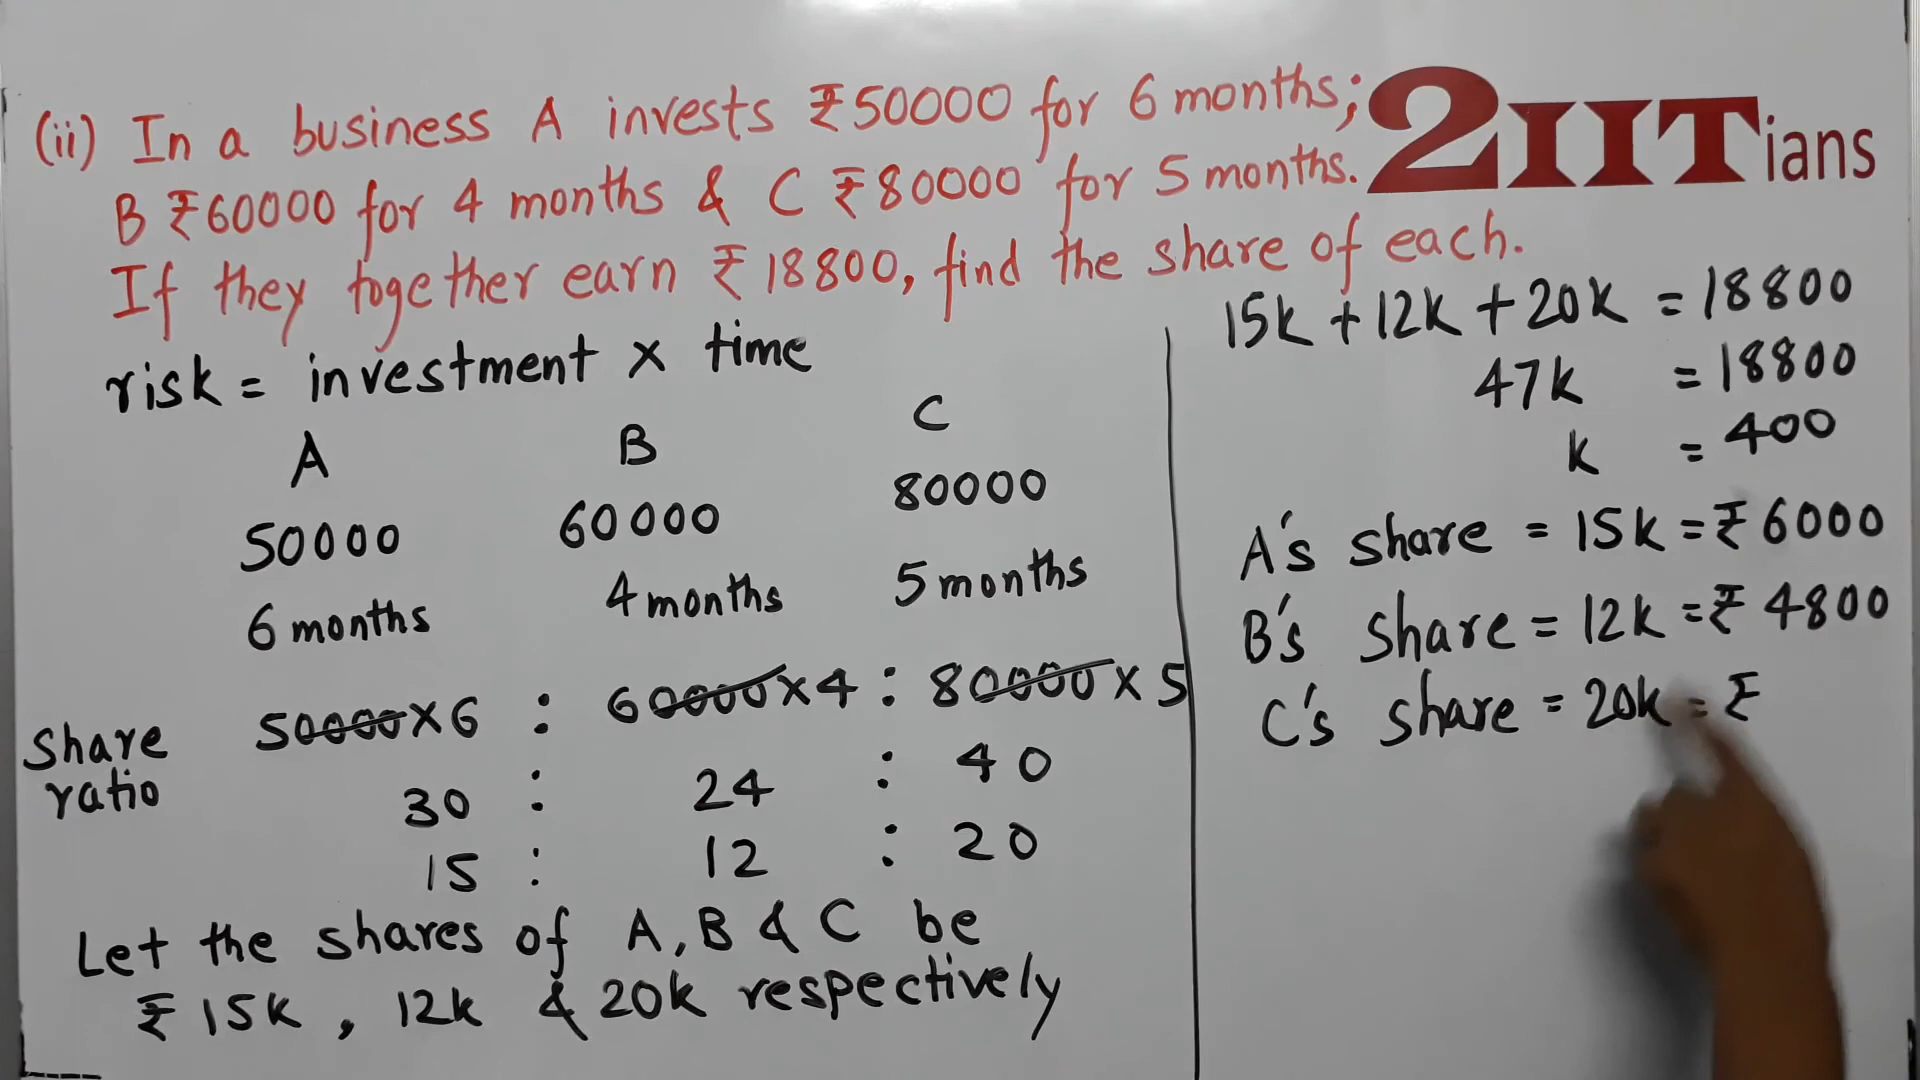 (ii) In a business A invests ₹50000 for 6 months;
B ₹60000 for 4 months & C ₹80000 for 5 months.
If they together earn ₹18800, find the share of each.
2IITians
risk = investment × time
A B C
50000 60000 80000
6 months 4 months 5 months
Share ratio 50000×6 : 60000×4 : 80000×5
30 : 24 : 40
15 : 12 : 20
Let the shares of A, B & C be
₹15k, 12k & 20k respectively
15k + 12k + 20k = 18800
47k = 18800
k = 400
A's share = 15k = ₹6000
B's share = 12k = ₹4800
C's share = 20k = ₹